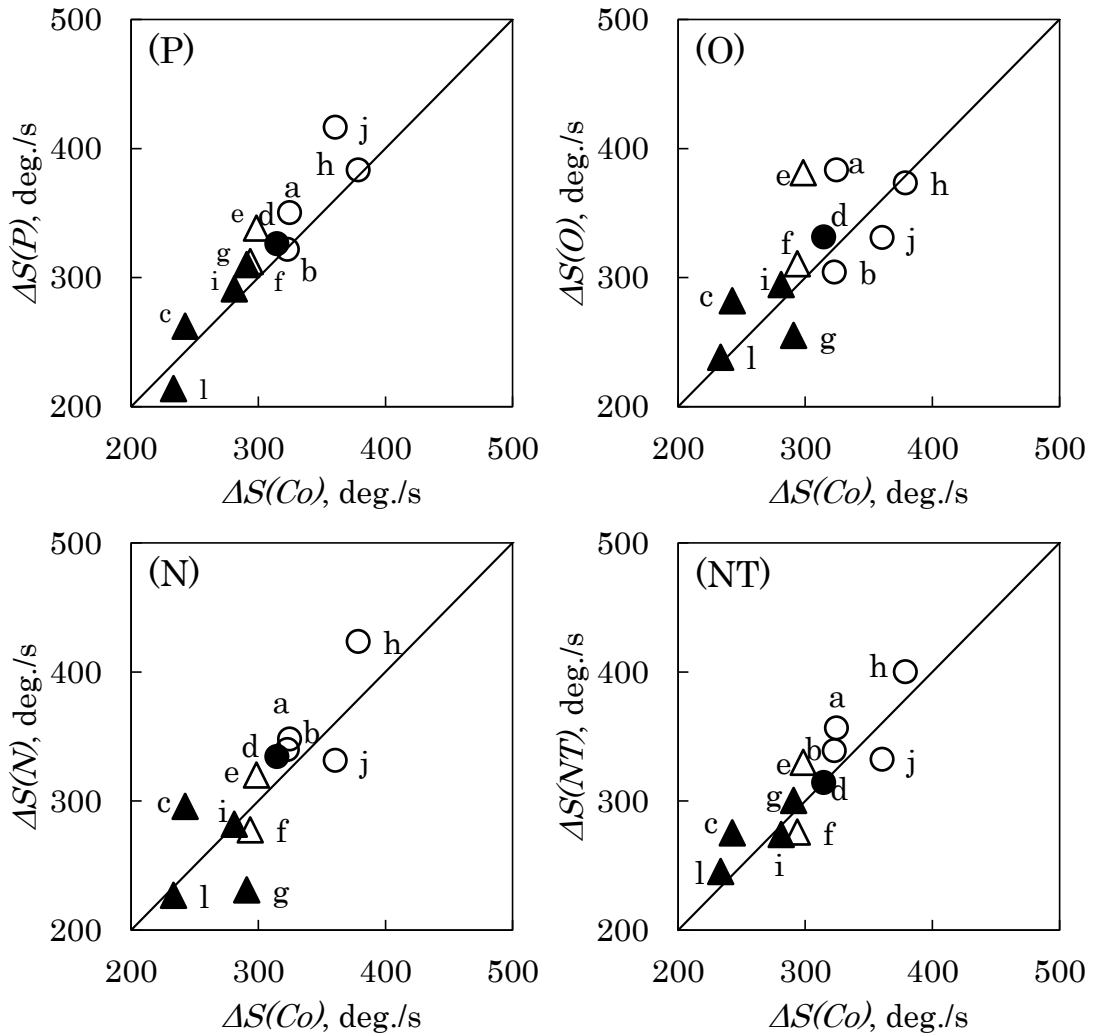 500 (P) 500 (O)
400 j 400 e a
h h
a
e d d
j
g f
300 b 300 b
i f i
c c
g
l l
200 200
200 300 400 500 200 300 400 500
ΔS(P), deg./s
ΔS(O), deg./s
ΔS(Co), deg./s ΔS(Co), deg./s
500 (N) 500 (NT)
400 h 400 h
a a
d b b
j e j
e d
300 c i 300 g
f c f
i
l g l
200 200
200 300 400 500 200 300 400 500
ΔS(N), deg./s
ΔS(NT), deg./s
ΔS(Co), deg./s ΔS(Co), deg./s